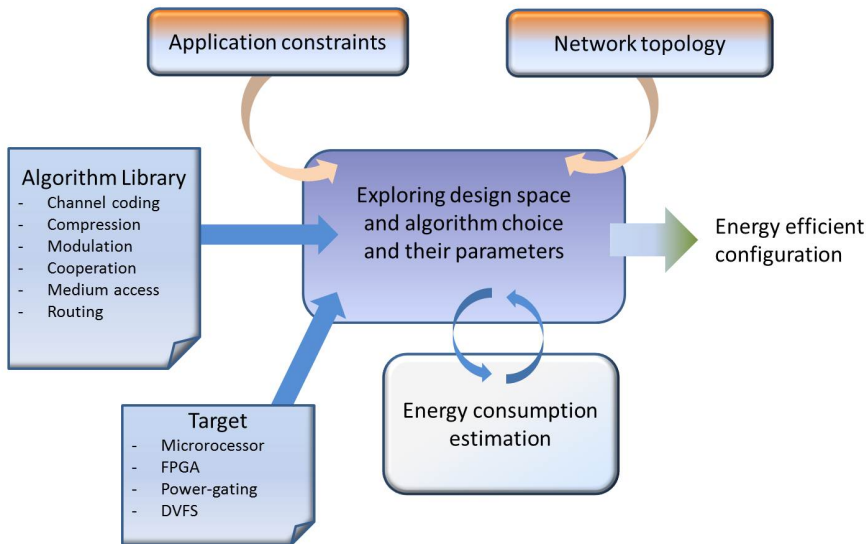 Application constraints
Network topology
Algorithm Library
- Channel coding
- Compression
- Modulation
- Cooperation
- Medium access
- Routing
Exploring design space
and algorithm choice
and their parameters
Energy efficient
configuration
Target
- Microrocessor
- FPGA
- Power-gating
- DVFS
Energy consumption
estimation